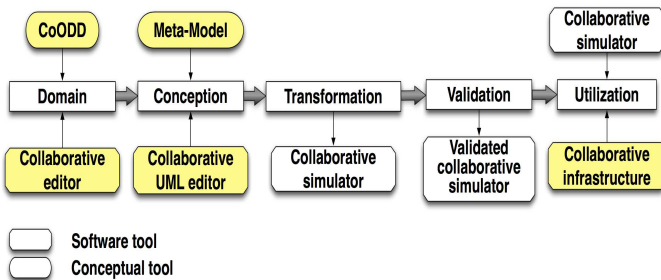 CoODD
Meta-Model
Collaborative
simulator
Domain
Conception
Transformation
Validation
Utilization
Collaborative
editor
Collaborative
UML editor
Collaborative
simulator
Validated
collaborative
simulator
Collaborative
infrastructure
Software tool
Conceptual tool